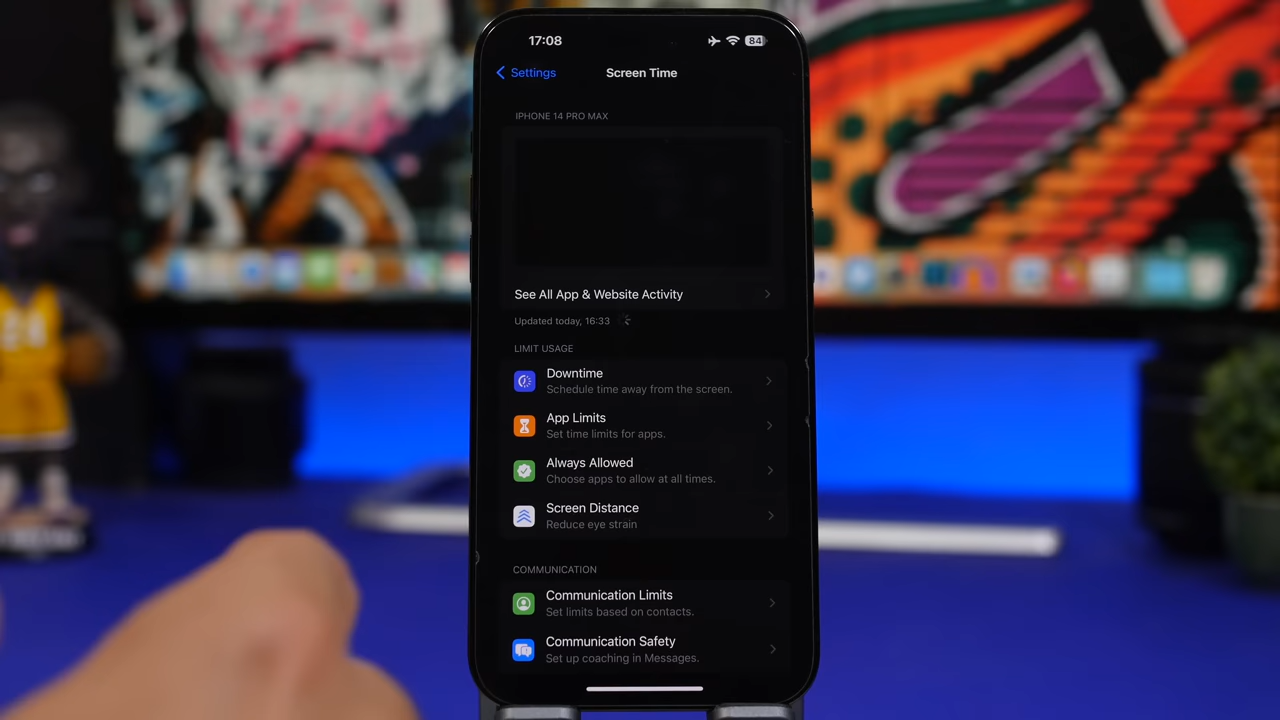 17:08
84
Settings
Screen Time
IPHONE 14 PRO MAX
See All App & Website Activity
Updated today, 16:33
LIMIT USAGE
Downtime
Schedule time away from the screen.
App Limits
Set time limits for apps.
Always Allowed
Choose apps to allow at all times.
Screen Distance
Reduce eye strain
COMMUNICATION
Communication Limits
Set limits based on contacts.
Communication Safety
Set up coaching in Messages.
24